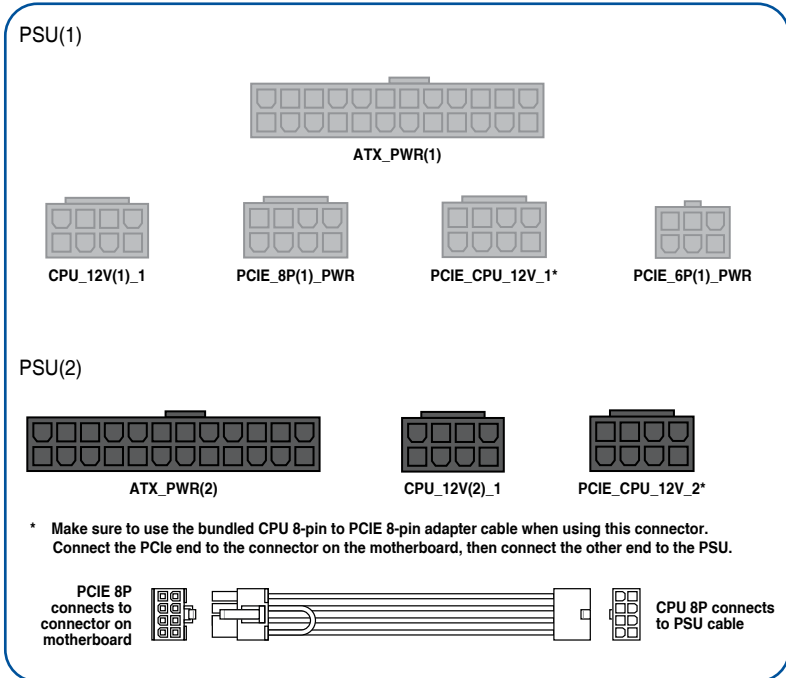 PSU(1)
ATX_PWR(1)
CPU_12V(1)_1
PCIE_8P(1)_PWR
PCIE_CPU_12V_1*
PCIE_6P(1)_PWR
PSU(2)
ATX_PWR(2)
CPU_12V(2)_1
PCIE_CPU_12V_2*
* Make sure to use the bundled CPU 8-pin to PCIE 8-pin adapter cable when using this connector.
Connect the PCIe end to the connector on the motherboard, then connect the other end to the PSU.
PCIE 8P
connects to
connector on
motherboard
CPU 8P connects
to PSU cable